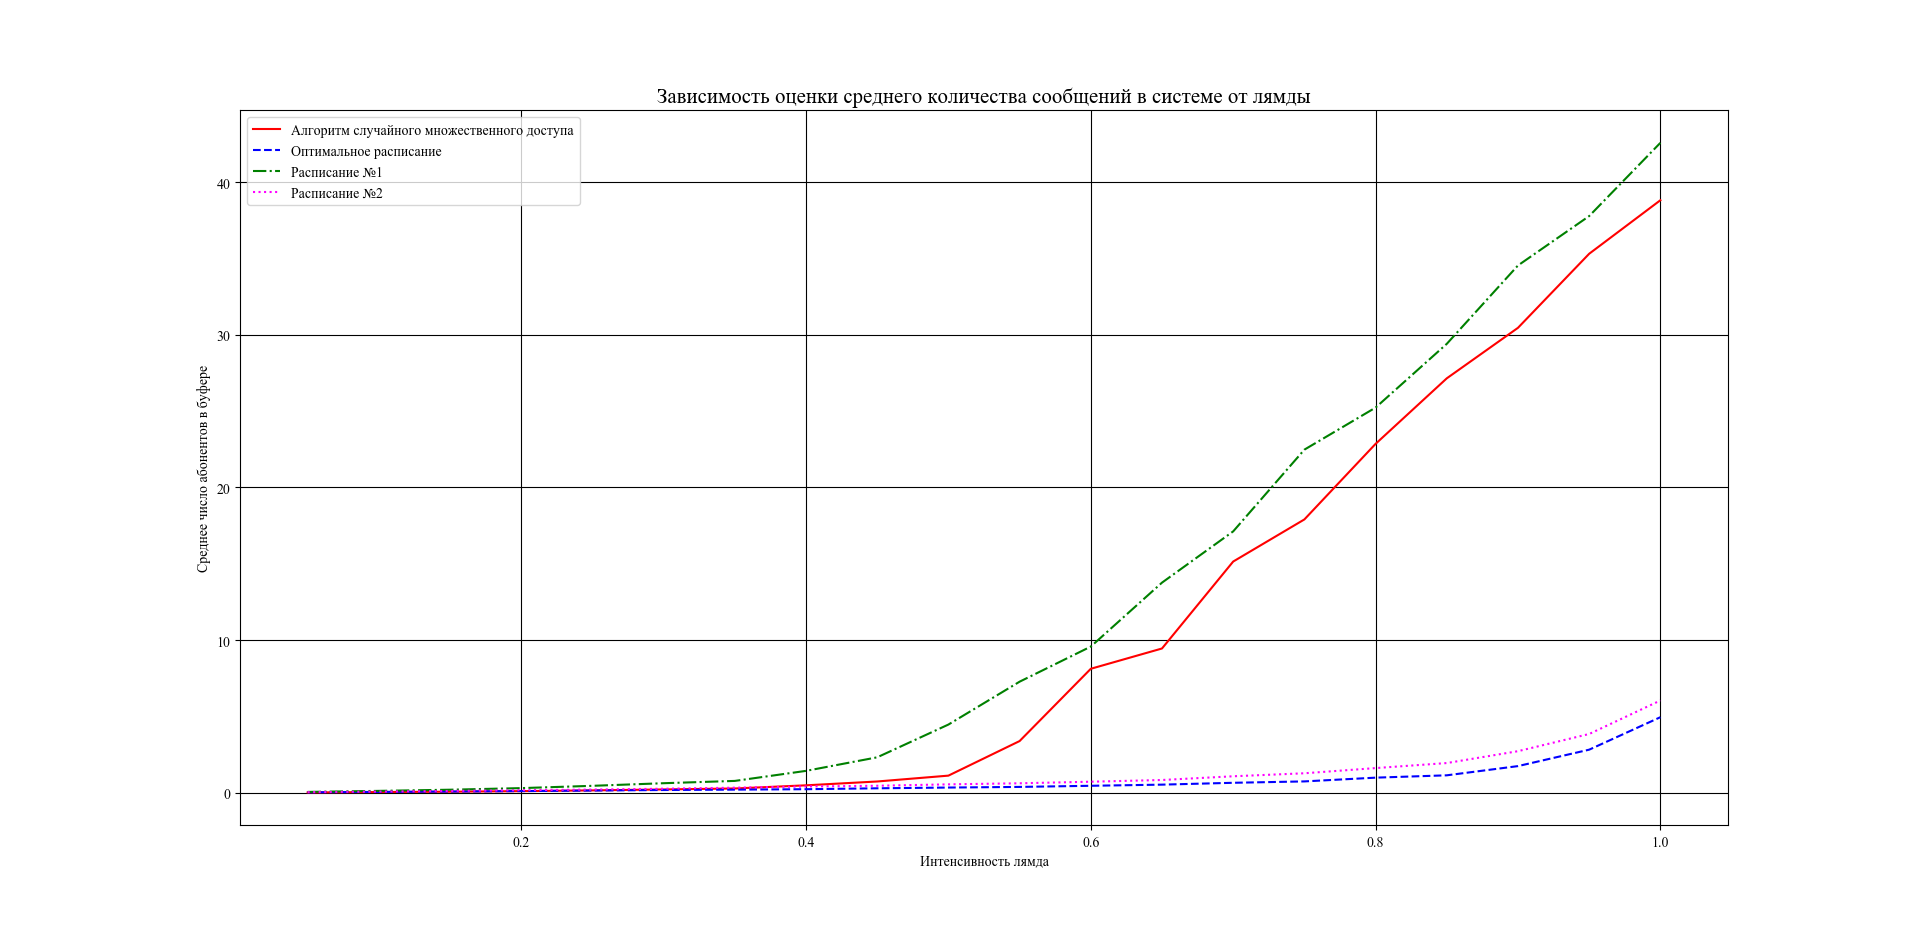 Зависимость оценки среднего количества сообщений в системе от лямды
Алгоритм случайного множественного доступа
Оптимальное расписание
Расписание №1
Расписание №2
Среднее число абонентов в буфере
40
30
20
10
0
0.2
0.4
0.6
0.8
1.0
Интенсивность лямда